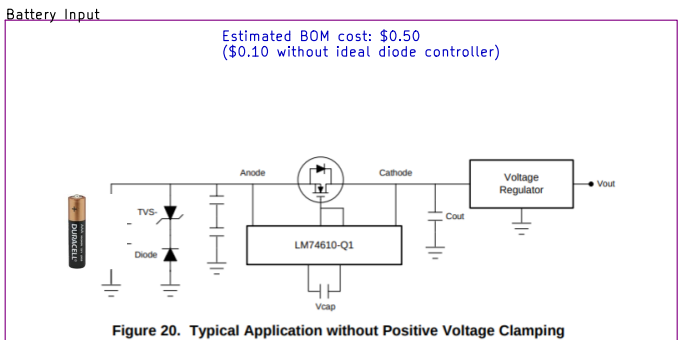 Battery Input
Estimated BOM cost: $0.50
($0.10 without ideal diode controller)
Anode
Cathode
Voltage
Regulator
Vout
TVS-
Cout
DURACELL
Diode
LM74610-Q1
Vcap
Figure 20. Typical Application without Positive Voltage Clamping